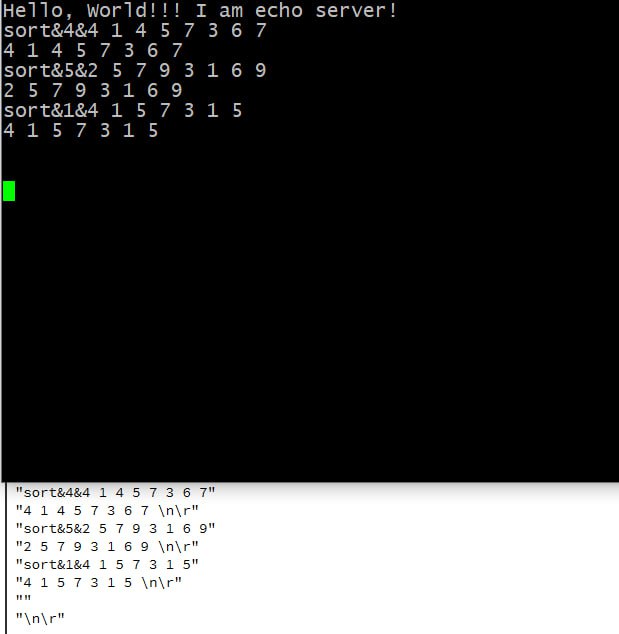 Hello, World!!! I am echo server!
sort&4&4 1 4 5 7 3 6 7
4 1 4 5 7 3 6 7
sort&5&2 5 7 9 3 1 6 9
2 5 7 9 3 1 6 9
sort&1&4 1 5 7 3 1 5
4 1 5 7 3 1 5
"sort&4&4 1 4 5 7 3 6 7"
"4 1 4 5 7 3 6 7 \n\r"
"sort&5&2 5 7 9 3 1 6 9"
"2 5 7 9 3 1 6 9 \n\r"
"sort&1&4 1 5 7 3 1 5"
"4 1 5 7 3 1 5 \n\r"
""
"\n\r"